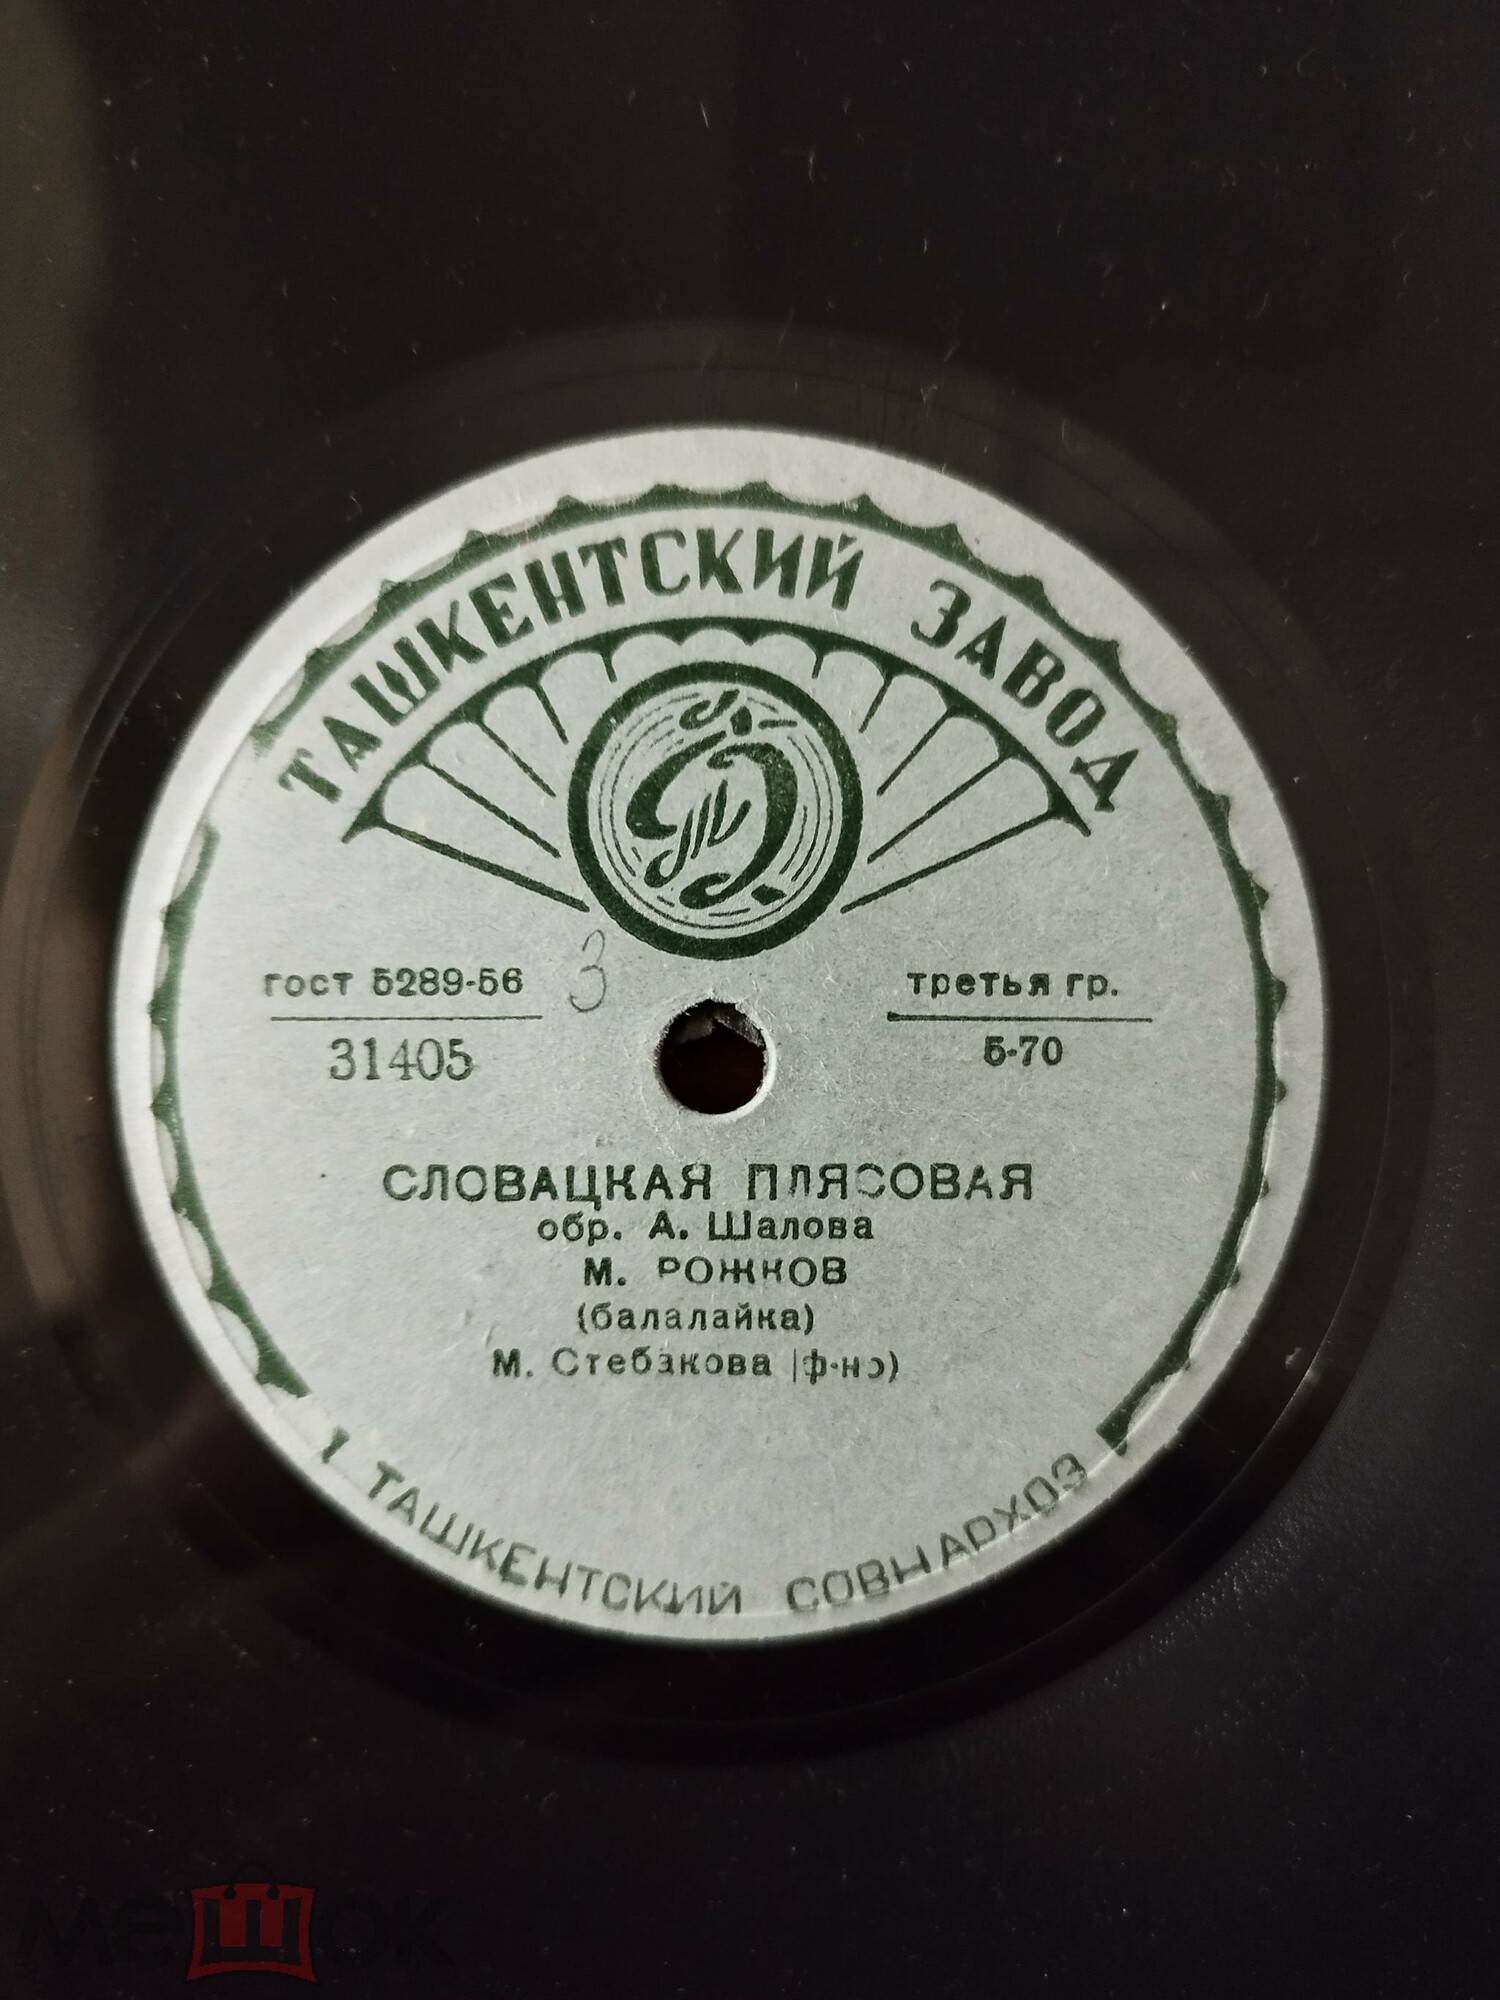 ТАШКЕНТСКИЙ ЗАВОД
гост 5289-56
3
третья гр.
31405
5-70
СЛОВАЦКАЯ ПЛЯСОВАЯ
обр. А. Шалова
М. РОЖКОВ
(балалайка)
М. Стебакова (ф-но)
ТАШКЕНТСКИЙ СОВНАРХОЗ
мешок